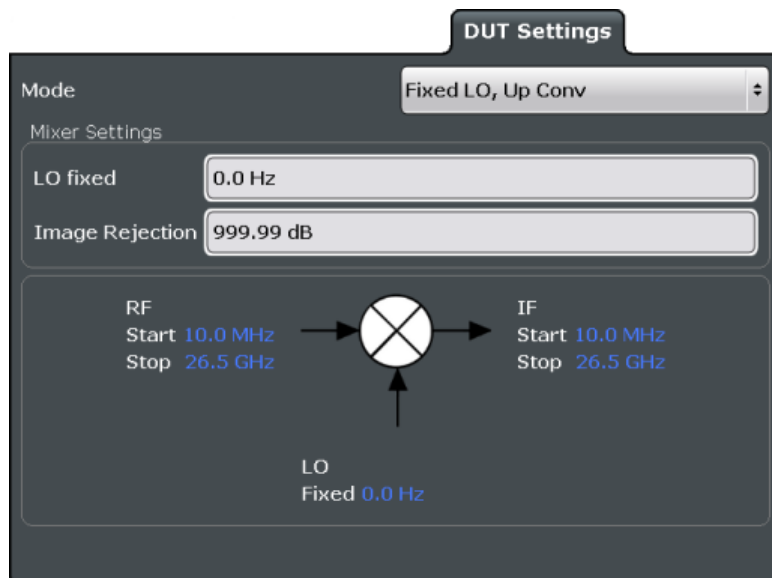 DUT Settings
Mode Fixed LO, Up Conv
Mixer Settings
LO fixed 0.0 Hz
Image Rejection 999.99 dB
RF
Start 10.0 MHz
Stop 26.5 GHz
IF
Start 10.0 MHz
Stop 26.5 GHz
LO
Fixed 0.0 Hz